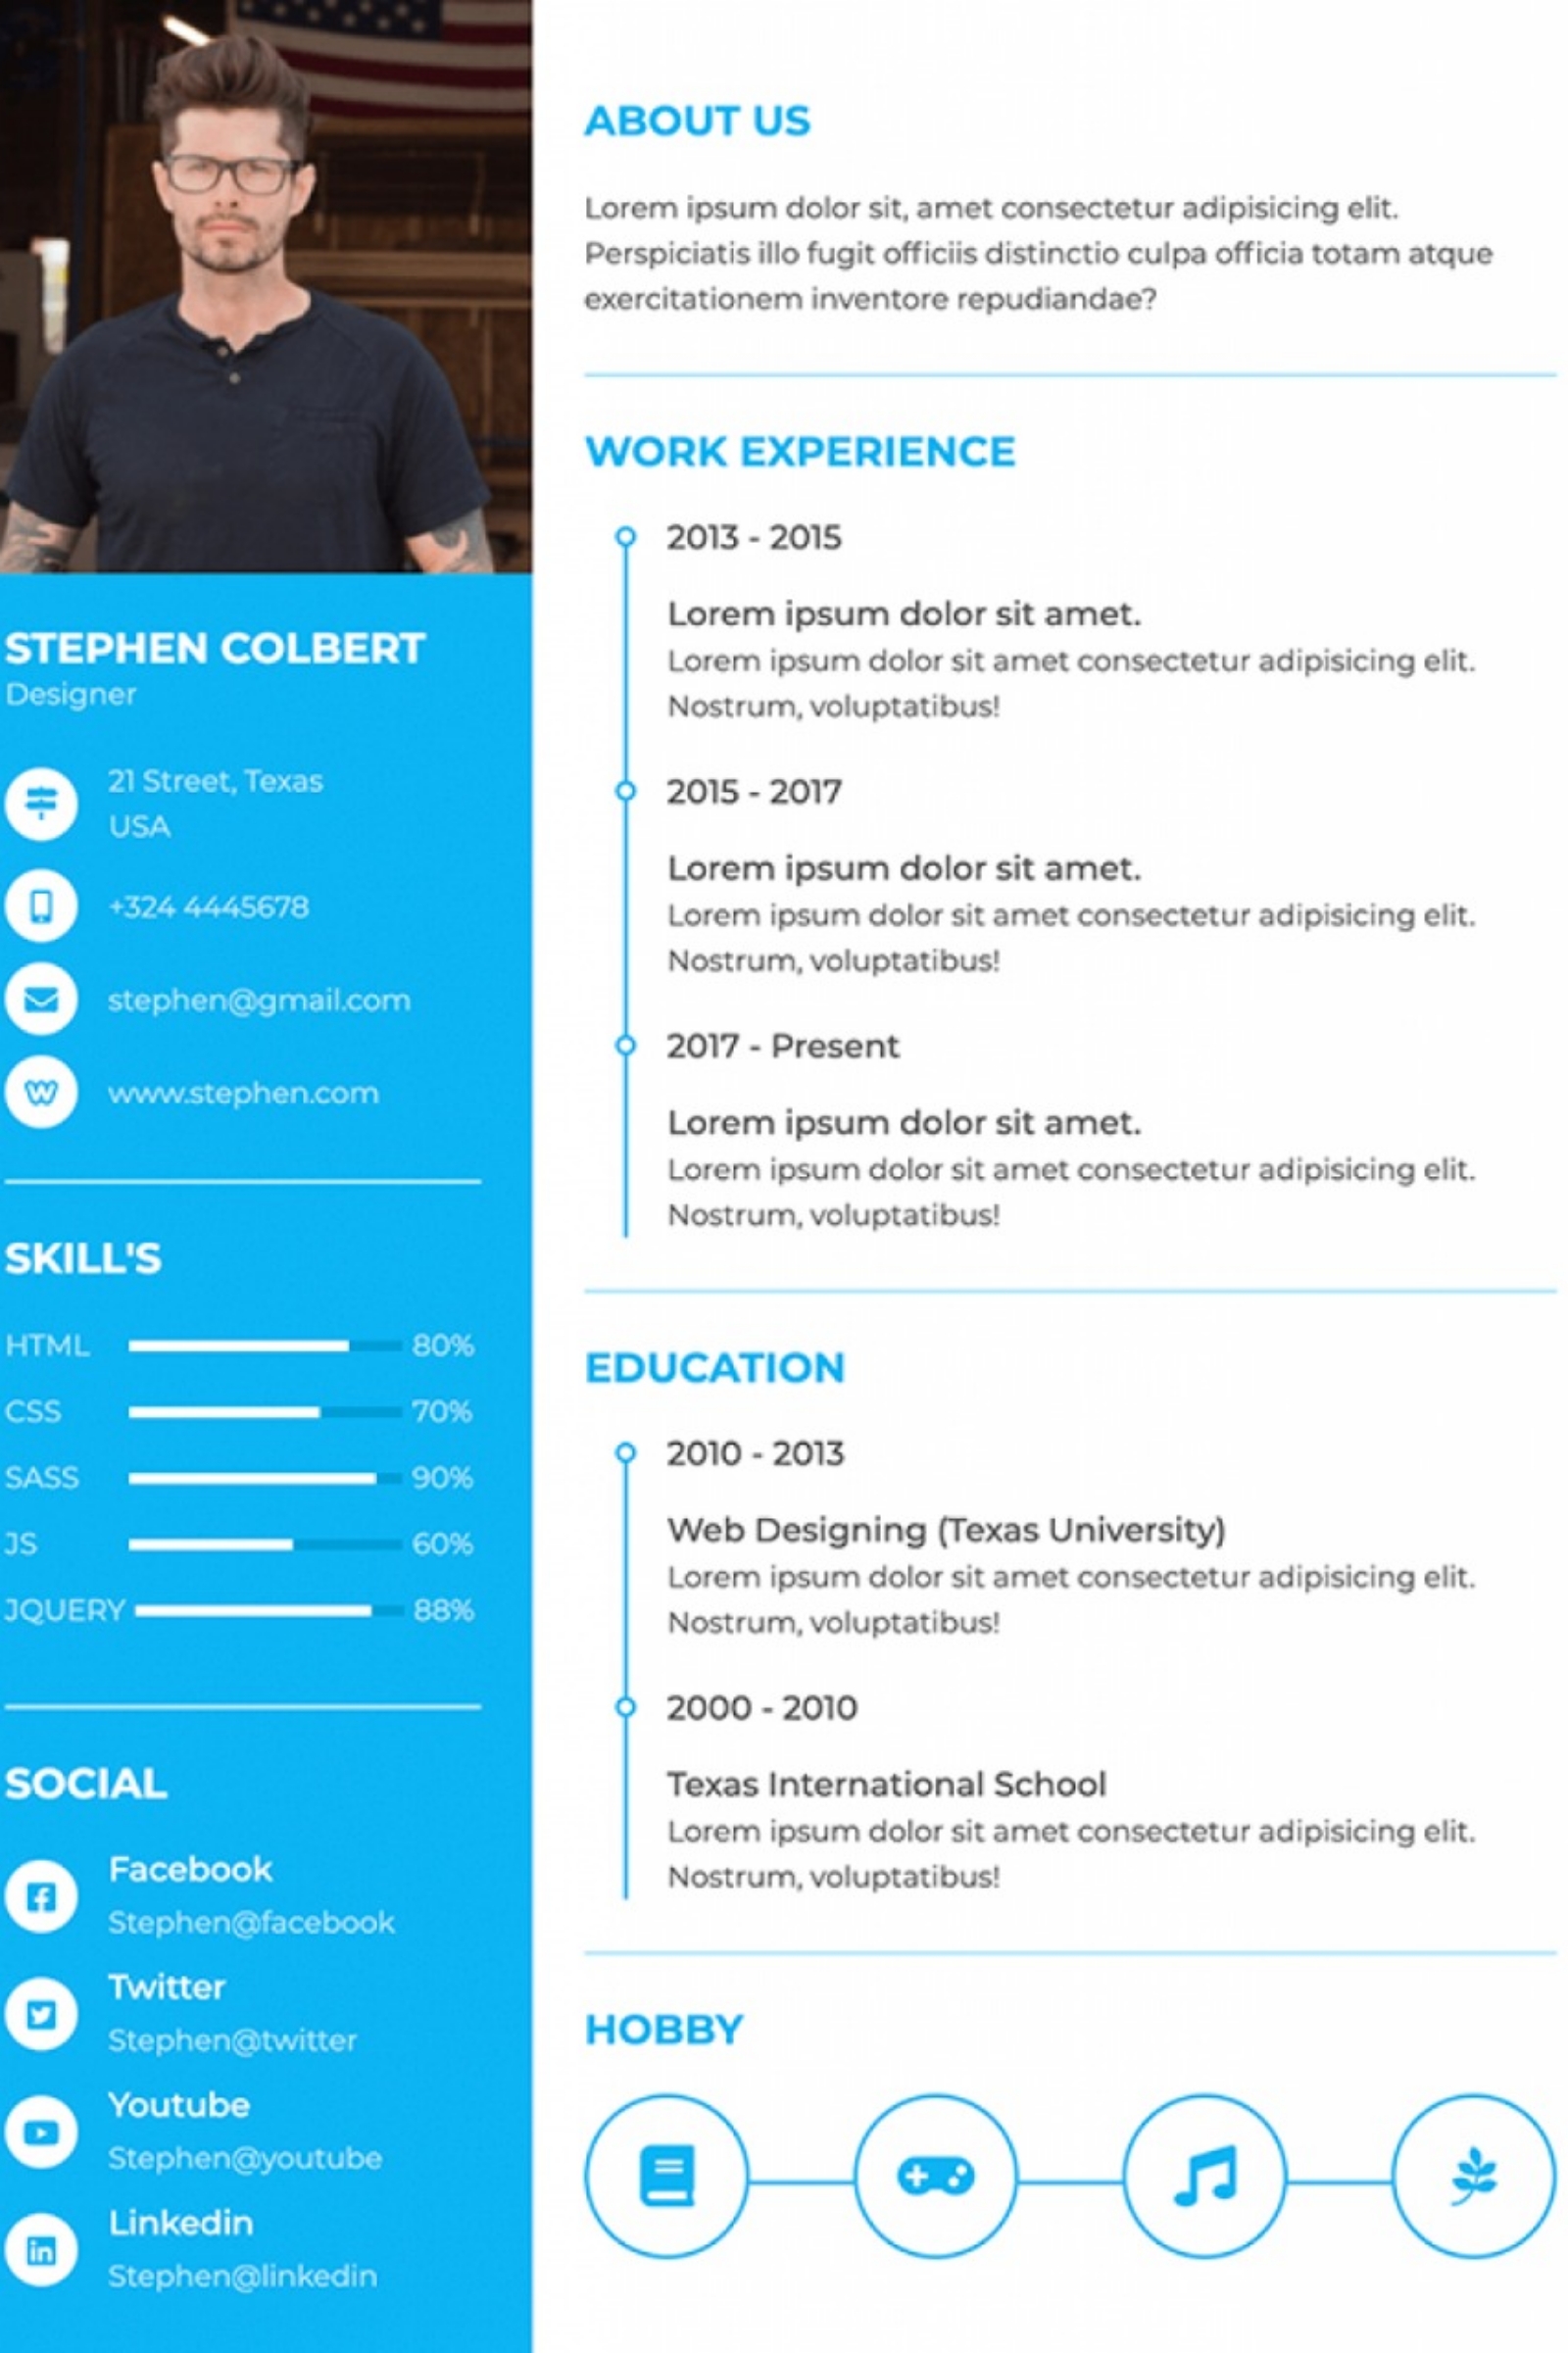 STEPHEN COLBERT
Designer
21 Street, Texas
USA
+324 4445678
stephen@gmail.com
www.stephen.com
SKILL'S
HTML 80%
CSS 70%
SASS 90%
JS 60%
JQUERY 88%
SOCIAL
Facebook
Stephen@facebook
Twitter
Stephen@twitter
Youtube
Stephen@youtube
Linkedin
Stephen@linkedin
ABOUT US
Lorem ipsum dolor sit, amet consectetur adipisicing elit.
Perspiciatis illo fugit officiis distinctio culpa officia totam atque
exercitationem inventore repudiandae?
WORK EXPERIENCE
2013 - 2015
Lorem ipsum dolor sit amet.
Lorem ipsum dolor sit amet consectetur adipisicing elit.
Nostrum, voluptatibus!
2015 - 2017
Lorem ipsum dolor sit amet.
Lorem ipsum dolor sit amet consectetur adipisicing elit.
Nostrum, voluptatibus!
2017 - Present
Lorem ipsum dolor sit amet.
Lorem ipsum dolor sit amet consectetur adipisicing elit.
Nostrum, voluptatibus!
EDUCATION
2010 - 2013
Web Designing (Texas University)
Lorem ipsum dolor sit amet consectetur adipisicing elit.
Nostrum, voluptatibus!
2000 - 2010
Texas International School
Lorem ipsum dolor sit amet consectetur adipisicing elit.
Nostrum, voluptatibus!
HOBBY